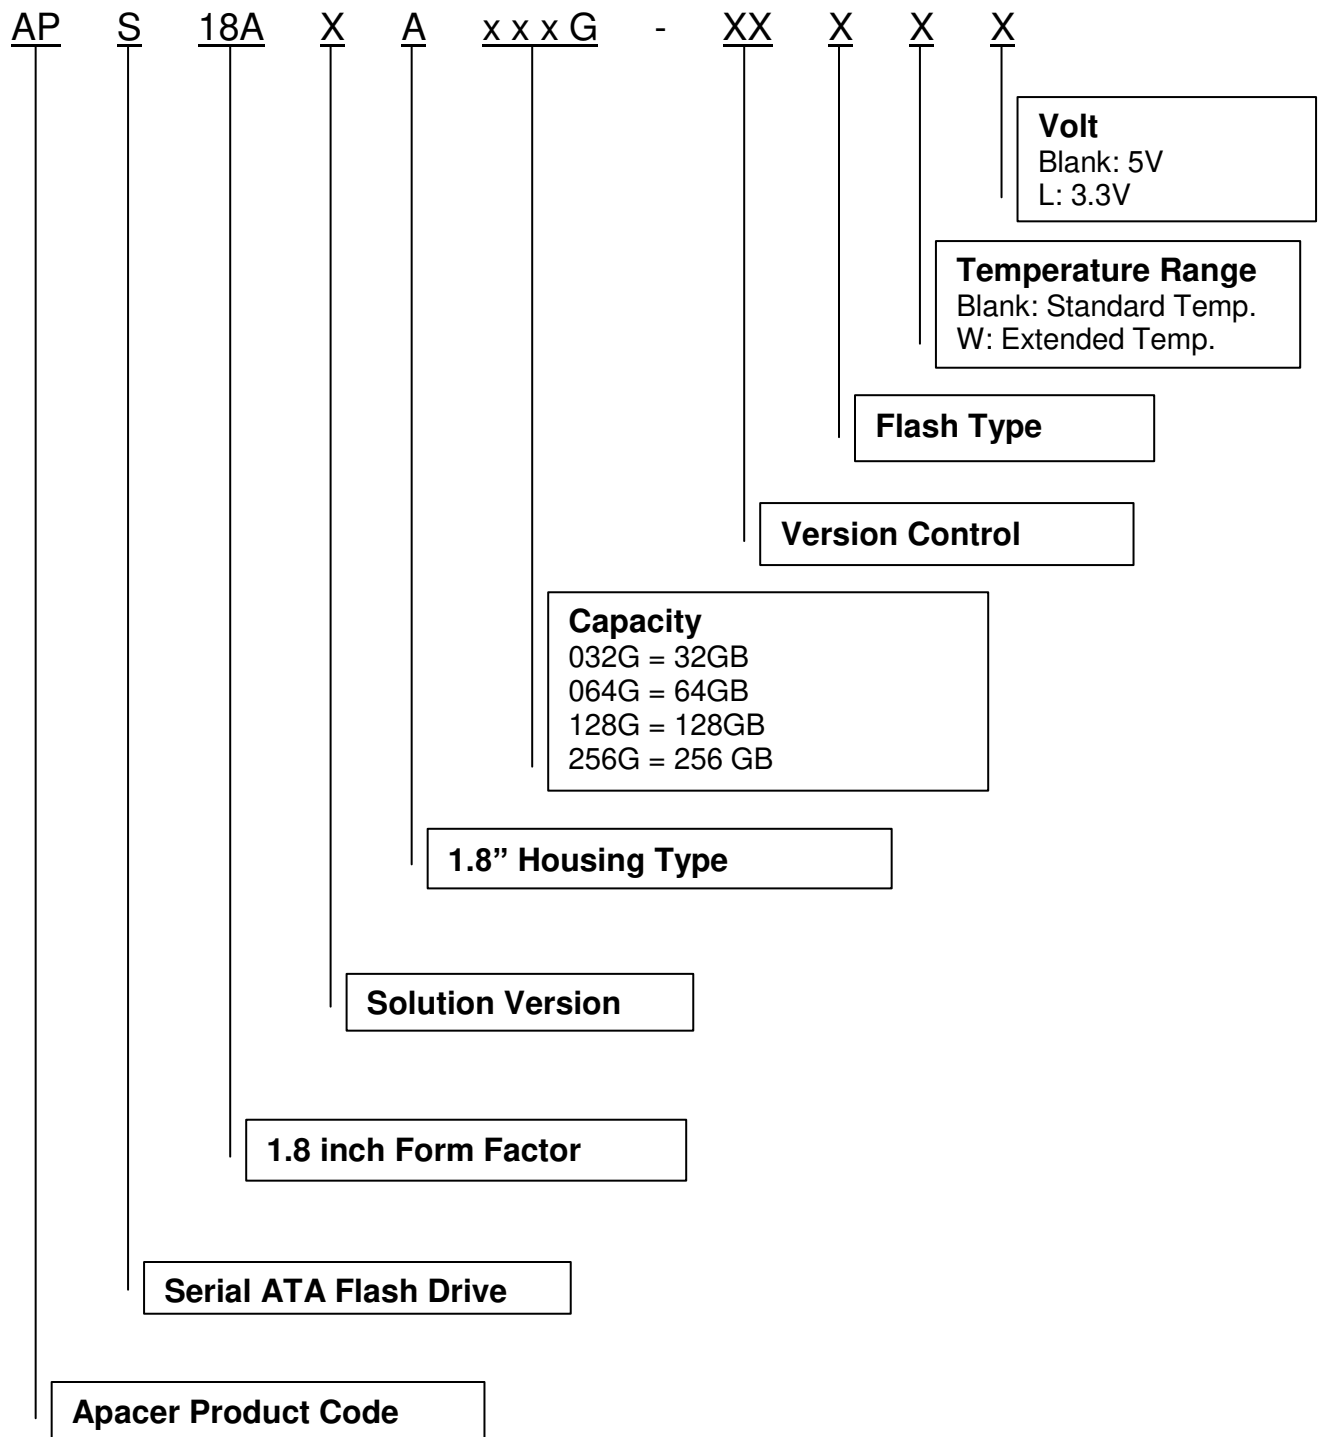 AP S 18A X A x x x G - XX X X X
Volt
Blank: 5V
L: 3.3V
Temperature Range
Blank: Standard Temp.
W: Extended Temp.
Flash Type
Version Control
Capacity
032G = 32GB
064G = 64GB
128G = 128GB
256G = 256 GB
1.8” Housing Type
Solution Version
1.8 inch Form Factor
Serial ATA Flash Drive
Apacer Product Code